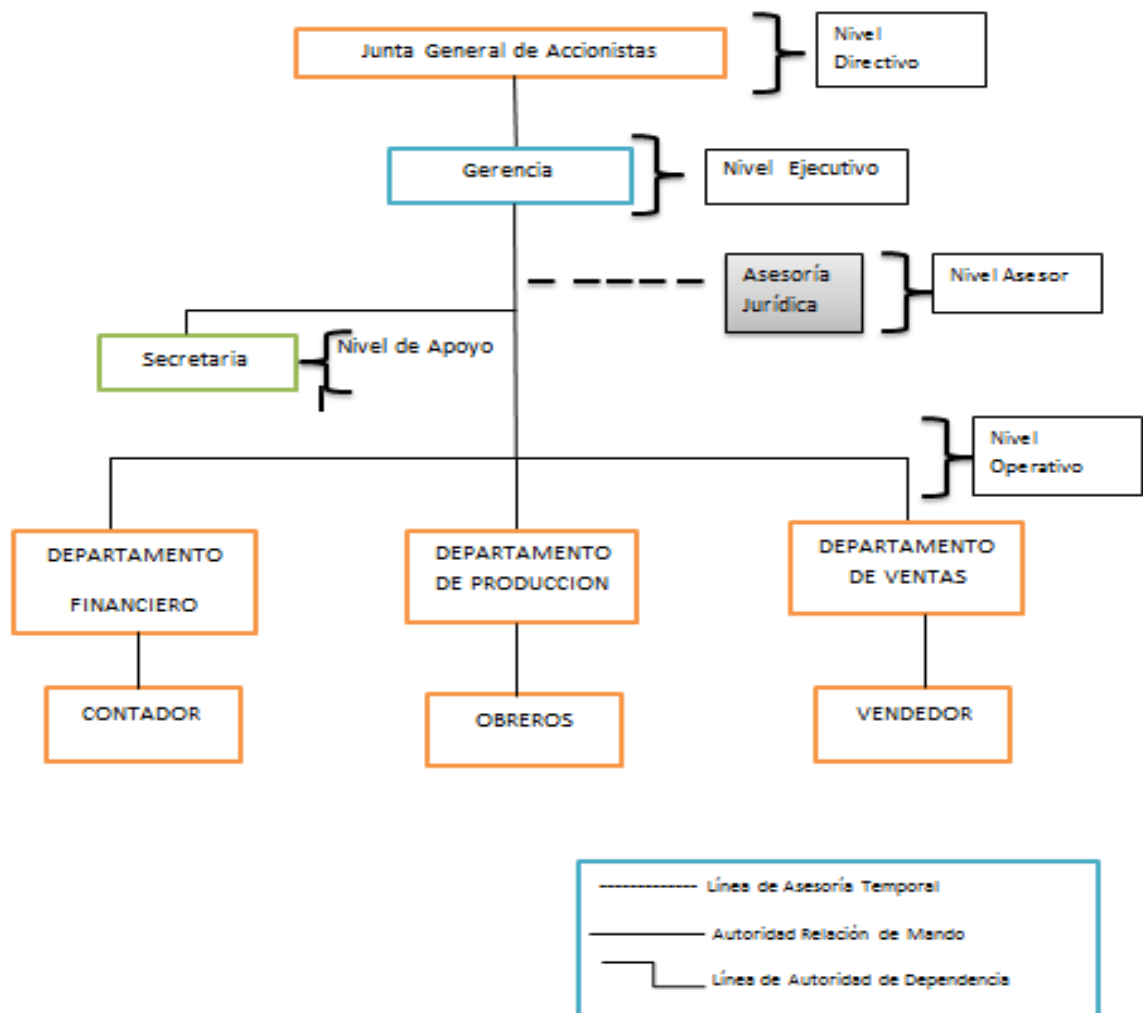 Junta General de Accionistas
Nivel
Directivo
Gerencia
Nivel Ejecutivo
Asesoría
Jurídica
Nivel Asesor
Secretaria
Nivel de Apoyo
Nivel
Operativo
DEPARTAMENTO
FINANCIERO
DEPARTAMENTO
DE PRODUCCION
DEPARTAMENTO
DE VENTAS
CONTADOR
OBREROS
VENDEDOR
Línea de Asesoría Temporal
Autoridad Relación de Mando
Línea de Autoridad de Dependencia